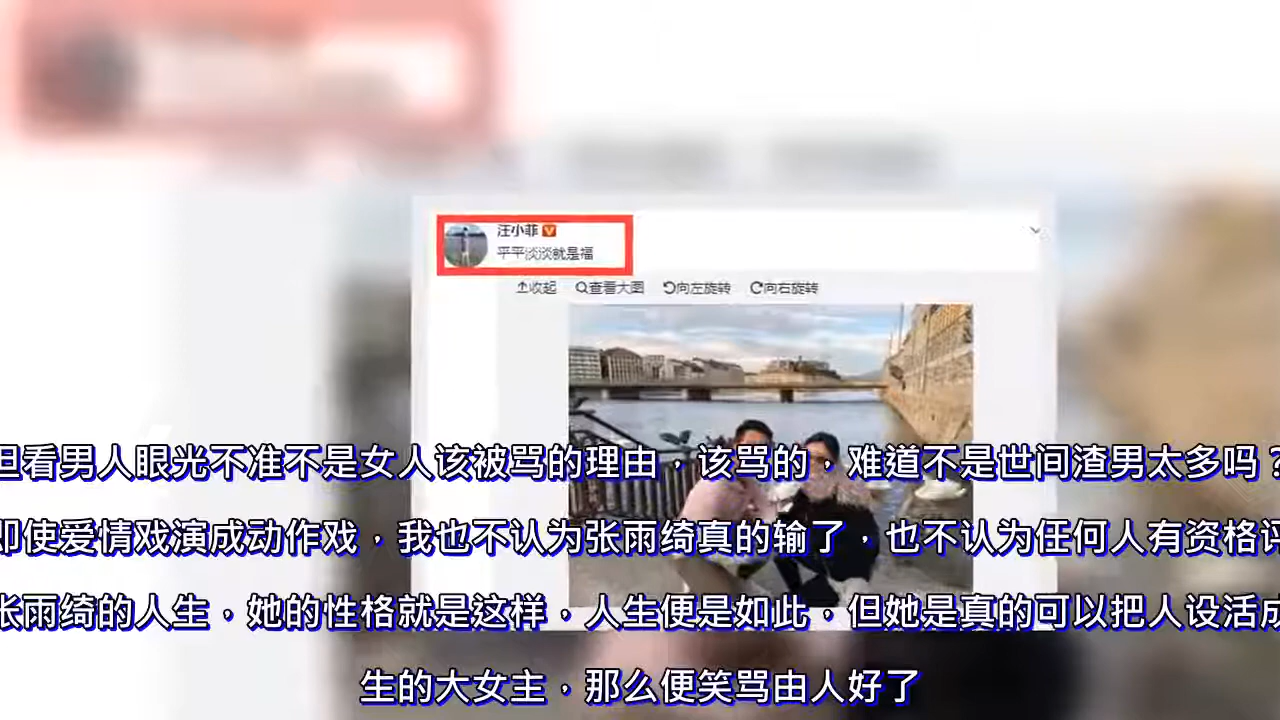 汪小菲
平平淡淡就是福
收起 查看大图 向左旋转 向右旋转
但看男人眼光不准不是女人该被骂的理由，该骂的，难道不是世间渣男太多吗？
即使爱情戏演成动作戏，我也不认为张雨绮真的输了，也不认为任何人有资格评
张雨绮的人生，她的性格就是这样，人生便是如此，但她是真的可以把人设活成
生的大女主，那么便笑骂由人好了